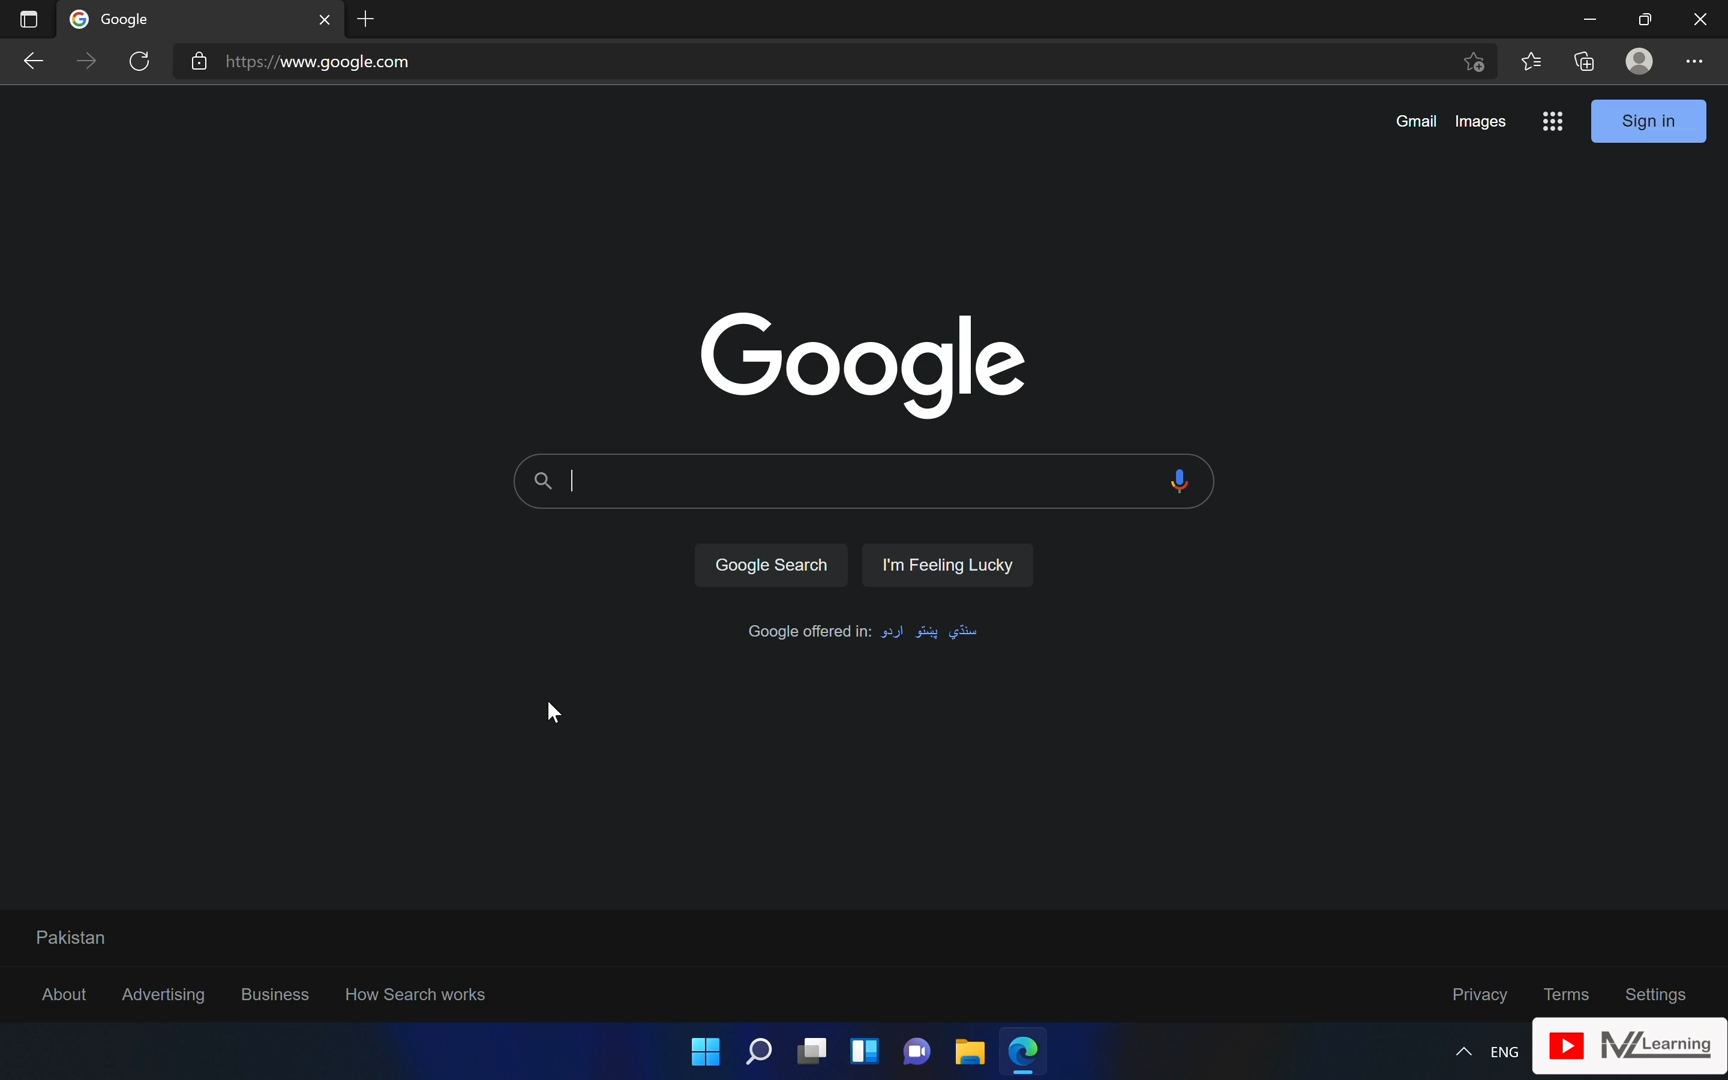 Google
https://www.google.com
Gmail Images Sign in
Google
Google Search I'm Feeling Lucky
Google offered in: اردو پښتو سنڌي
Pakistan
About Advertising Business How Search works Privacy Terms Settings
ENG
MLLearning